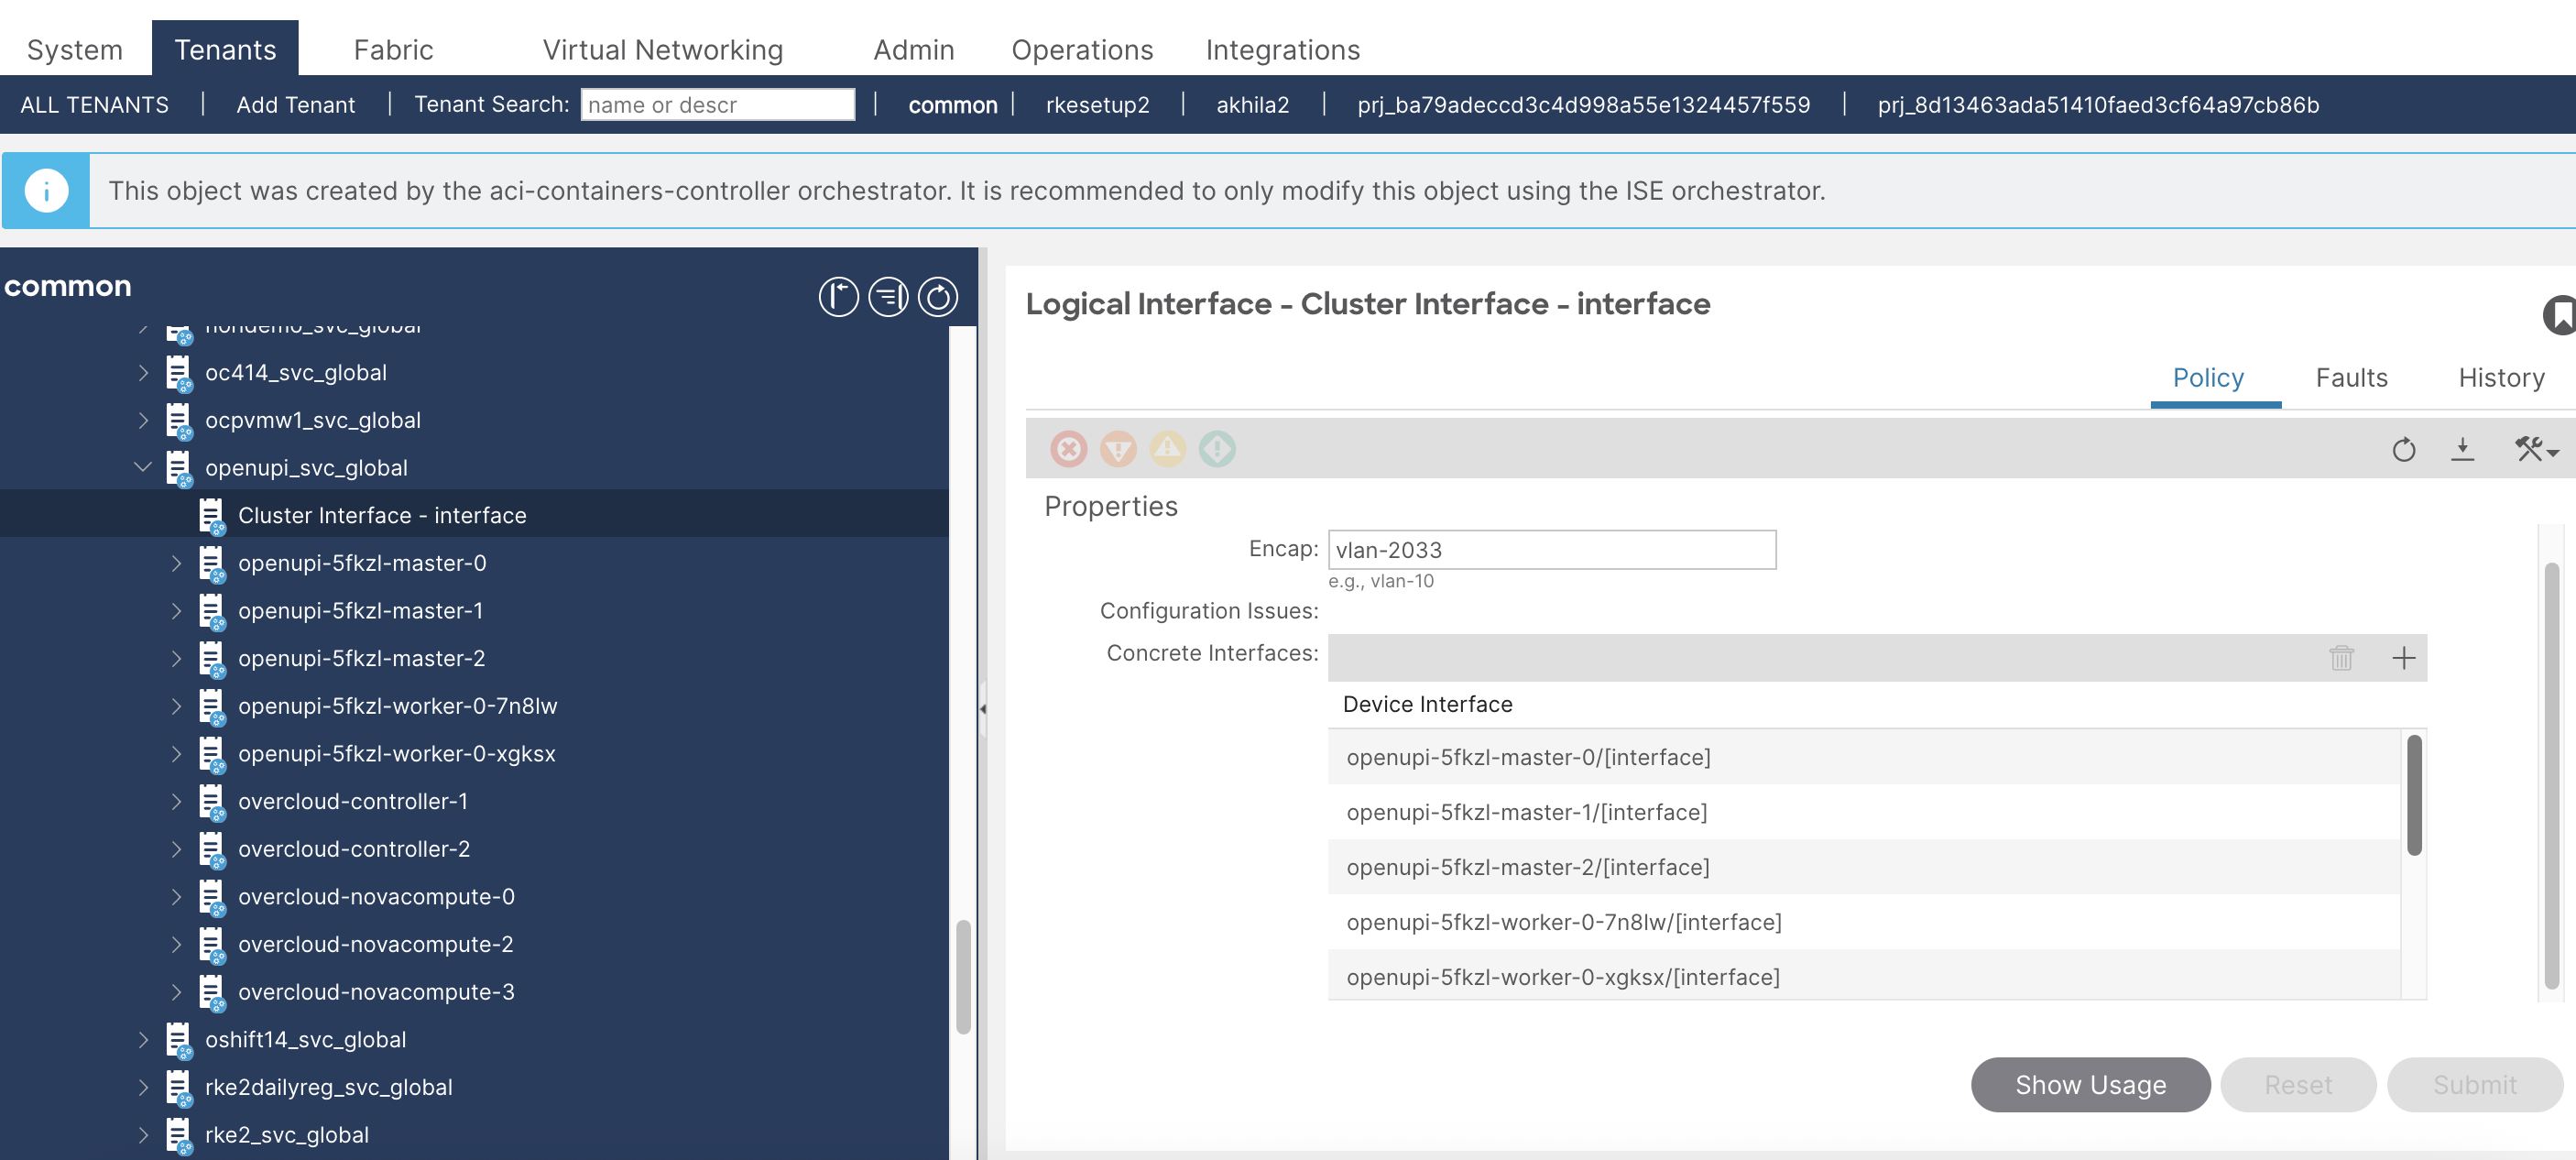 System Tenants Fabric Virtual Networking Admin Operations Integrations
ALL TENANTS | Add Tenant | Tenant Search: name or descr | common | rkesetup2 | akhila2 | prj_ba79adeccd3c4d998a55e1324457f559 | prj_8d13463ada51410faed3cf64a97cb86b
This object was created by the aci-containers-controller orchestrator. It is recommended to only modify this object using the ISE orchestrator.
common
oc414_svc_global
ocpvmw1_svc_global
openupi_svc_global
Cluster Interface - interface
openupi-5fkzl-master-0
openupi-5fkzl-master-1
openupi-5fkzl-master-2
openupi-5fkzl-worker-0-7n8lw
openupi-5fkzl-worker-0-xgksx
overcloud-controller-1
overcloud-controller-2
overcloud-novacompute-0
overcloud-novacompute-2
overcloud-novacompute-3
oshift14_svc_global
rke2dailyreg_svc_global
rke2_svc_global
Logical Interface - Cluster Interface - interface
Policy Faults History
Properties
Encap: vlan-2033
e.g., vlan-10
Configuration Issues:
Concrete Interfaces:
Device Interface
openupi-5fkzl-master-0/[interface]
openupi-5fkzl-master-1/[interface]
openupi-5fkzl-master-2/[interface]
openupi-5fkzl-worker-0-7n8lw/[interface]
openupi-5fkzl-worker-0-xgksx/[interface]
Show Usage Reset Submit